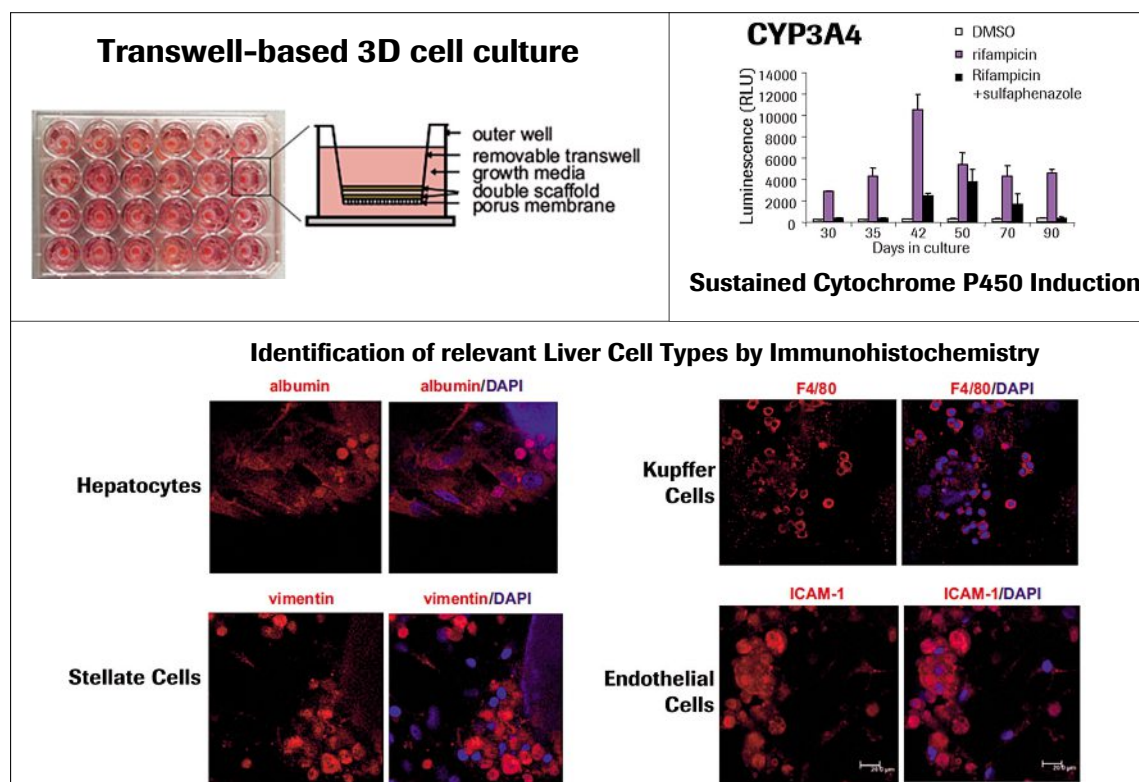 Transwell-based 3D cell culture
outer well
removable transwell
growth media
double scaffold
porus membrane
CYP3A4
DMSO
rifampicin
Rifampicin
+sulfaphenazole
Luminescence (RLU)
14000
12000
10000
8000
6000
4000
2000
0
30 35 42 50 70 90
Days in culture
Sustained Cytochrome P450 Induction
Identification of relevant Liver Cell Types by Immunohistochemistry
albumin albumin/DAPI
Hepatocytes
F4/80 F4/80/DAPI
Kupffer
Cells
vimentin vimentin/DAPI
Stellate Cells
ICAM-1 ICAM-1/DAPI
Endothelial
Cells